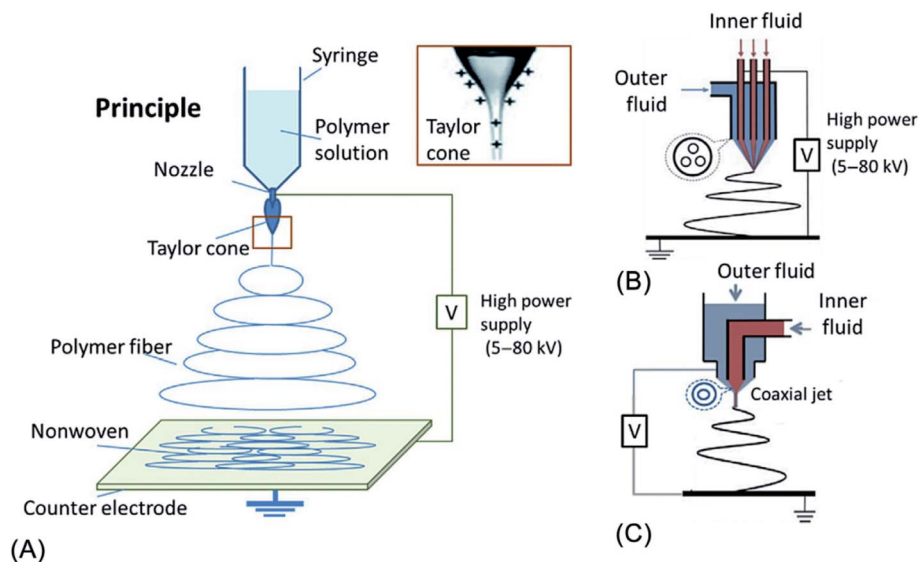 Principle
Syringe
Polymer
solution
Nozzle
Taylor cone
Taylor
cone
Polymer fiber
V
High power
supply
(5–80 kV)
Nonwoven
Counter electrode
(A)
Inner fluid
Outer
fluid
High power
supply
(5–80 kV)
V
(B)
Outer fluid
Inner
fluid
Coaxial jet
V
(C)